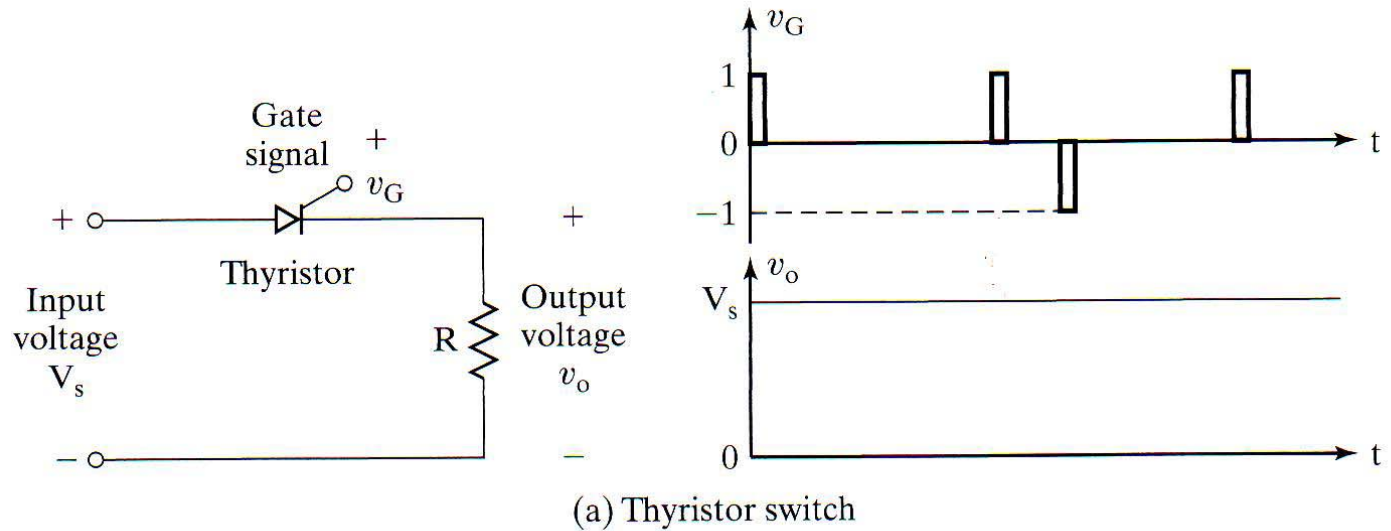 Gate
signal
+
v_G
+
Thyristor
Input
voltage
V_s
−
R
+
Output
voltage
v_o
−
v_G
1
0
−1
t
v_o
V_s
0
t
(a) Thyristor switch